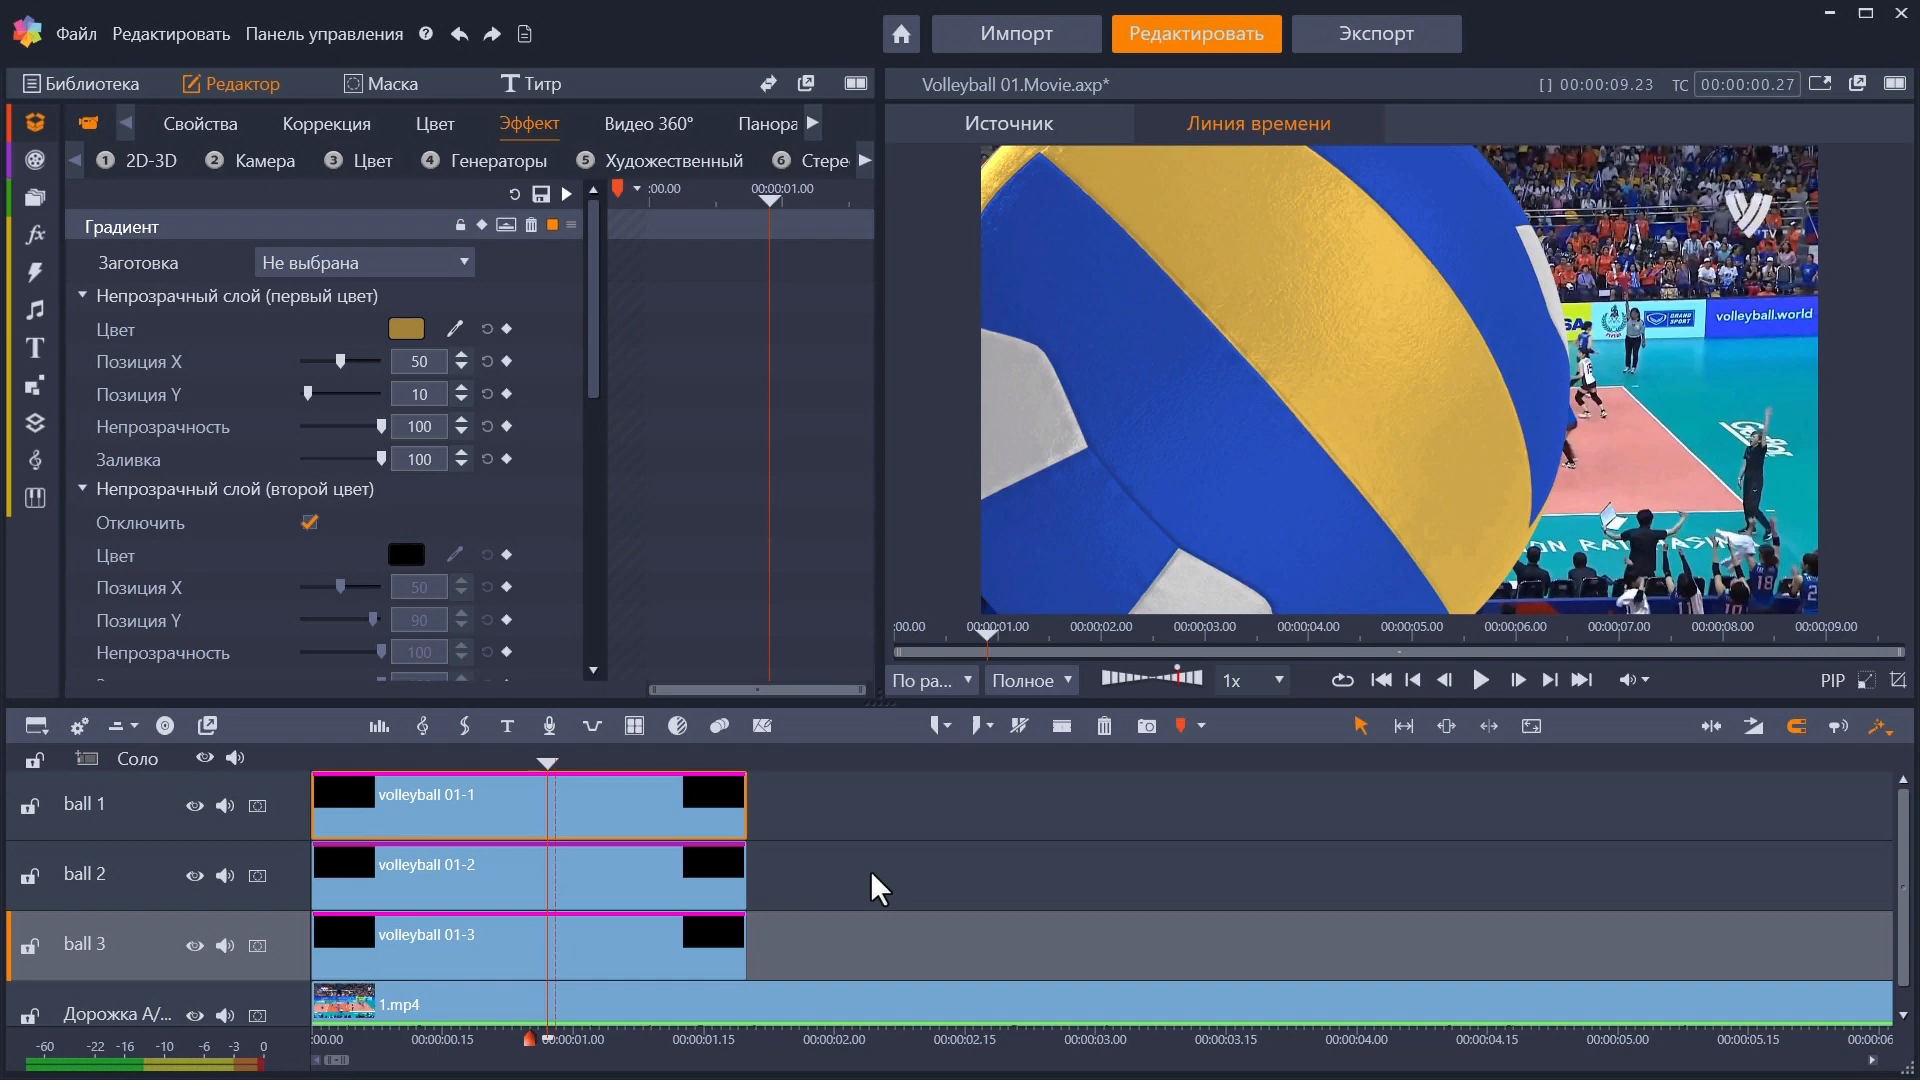 Файл Редактировать Панель управления
Импорт Редактировать Экспорт
Библиотека Редактор Маска Титр
Volleyball 01.Movie.axp*
[] 00:00:09.23 TC 00:00:00.27
Свойства Коррекция Цвет Эффект Видео 360° Панора
Источник Линия времени
1 2D-3D 2 Камера 3 Цвет 4 Генераторы 5 Художественный 6 Стере
:00.00 00:00:01.00
Градиент
Заготовка Не выбрана
Непрозрачный слой (первый цвет)
Цвет
Позиция X 50
Позиция Y 10
Непрозрачность 100
Заливка 100
Непрозрачный слой (второй цвет)
Отключить
Цвет
Позиция X 50
Позиция Y 90
Непрозрачность 100
TV
GRAND SPORT
volleyball.world
18
:00.00 00:00:01.00 00:00:02.00 00:00:03.00 00:00:04.00 00:00:05.00 00:00:06.00 00:00:07.00 00:00:08.00 00:00:09.00
По ра... Полное 1x PIP
Соло
ball 1 volleyball 01-1
ball 2 volleyball 01-2
ball 3 volleyball 01-3
Дорожка А/... 1.mp4
-60 -22 -16 -10 -6 -3 0
:00.00 00:00:00.15 00:00:01.00 00:00:01.15 00:00:02.00 00:00:02.15 00:00:03.00 00:00:03.15 00:00:04.00 00:00:04.15 00:00:05.00 00:00:05.15 00:00:06